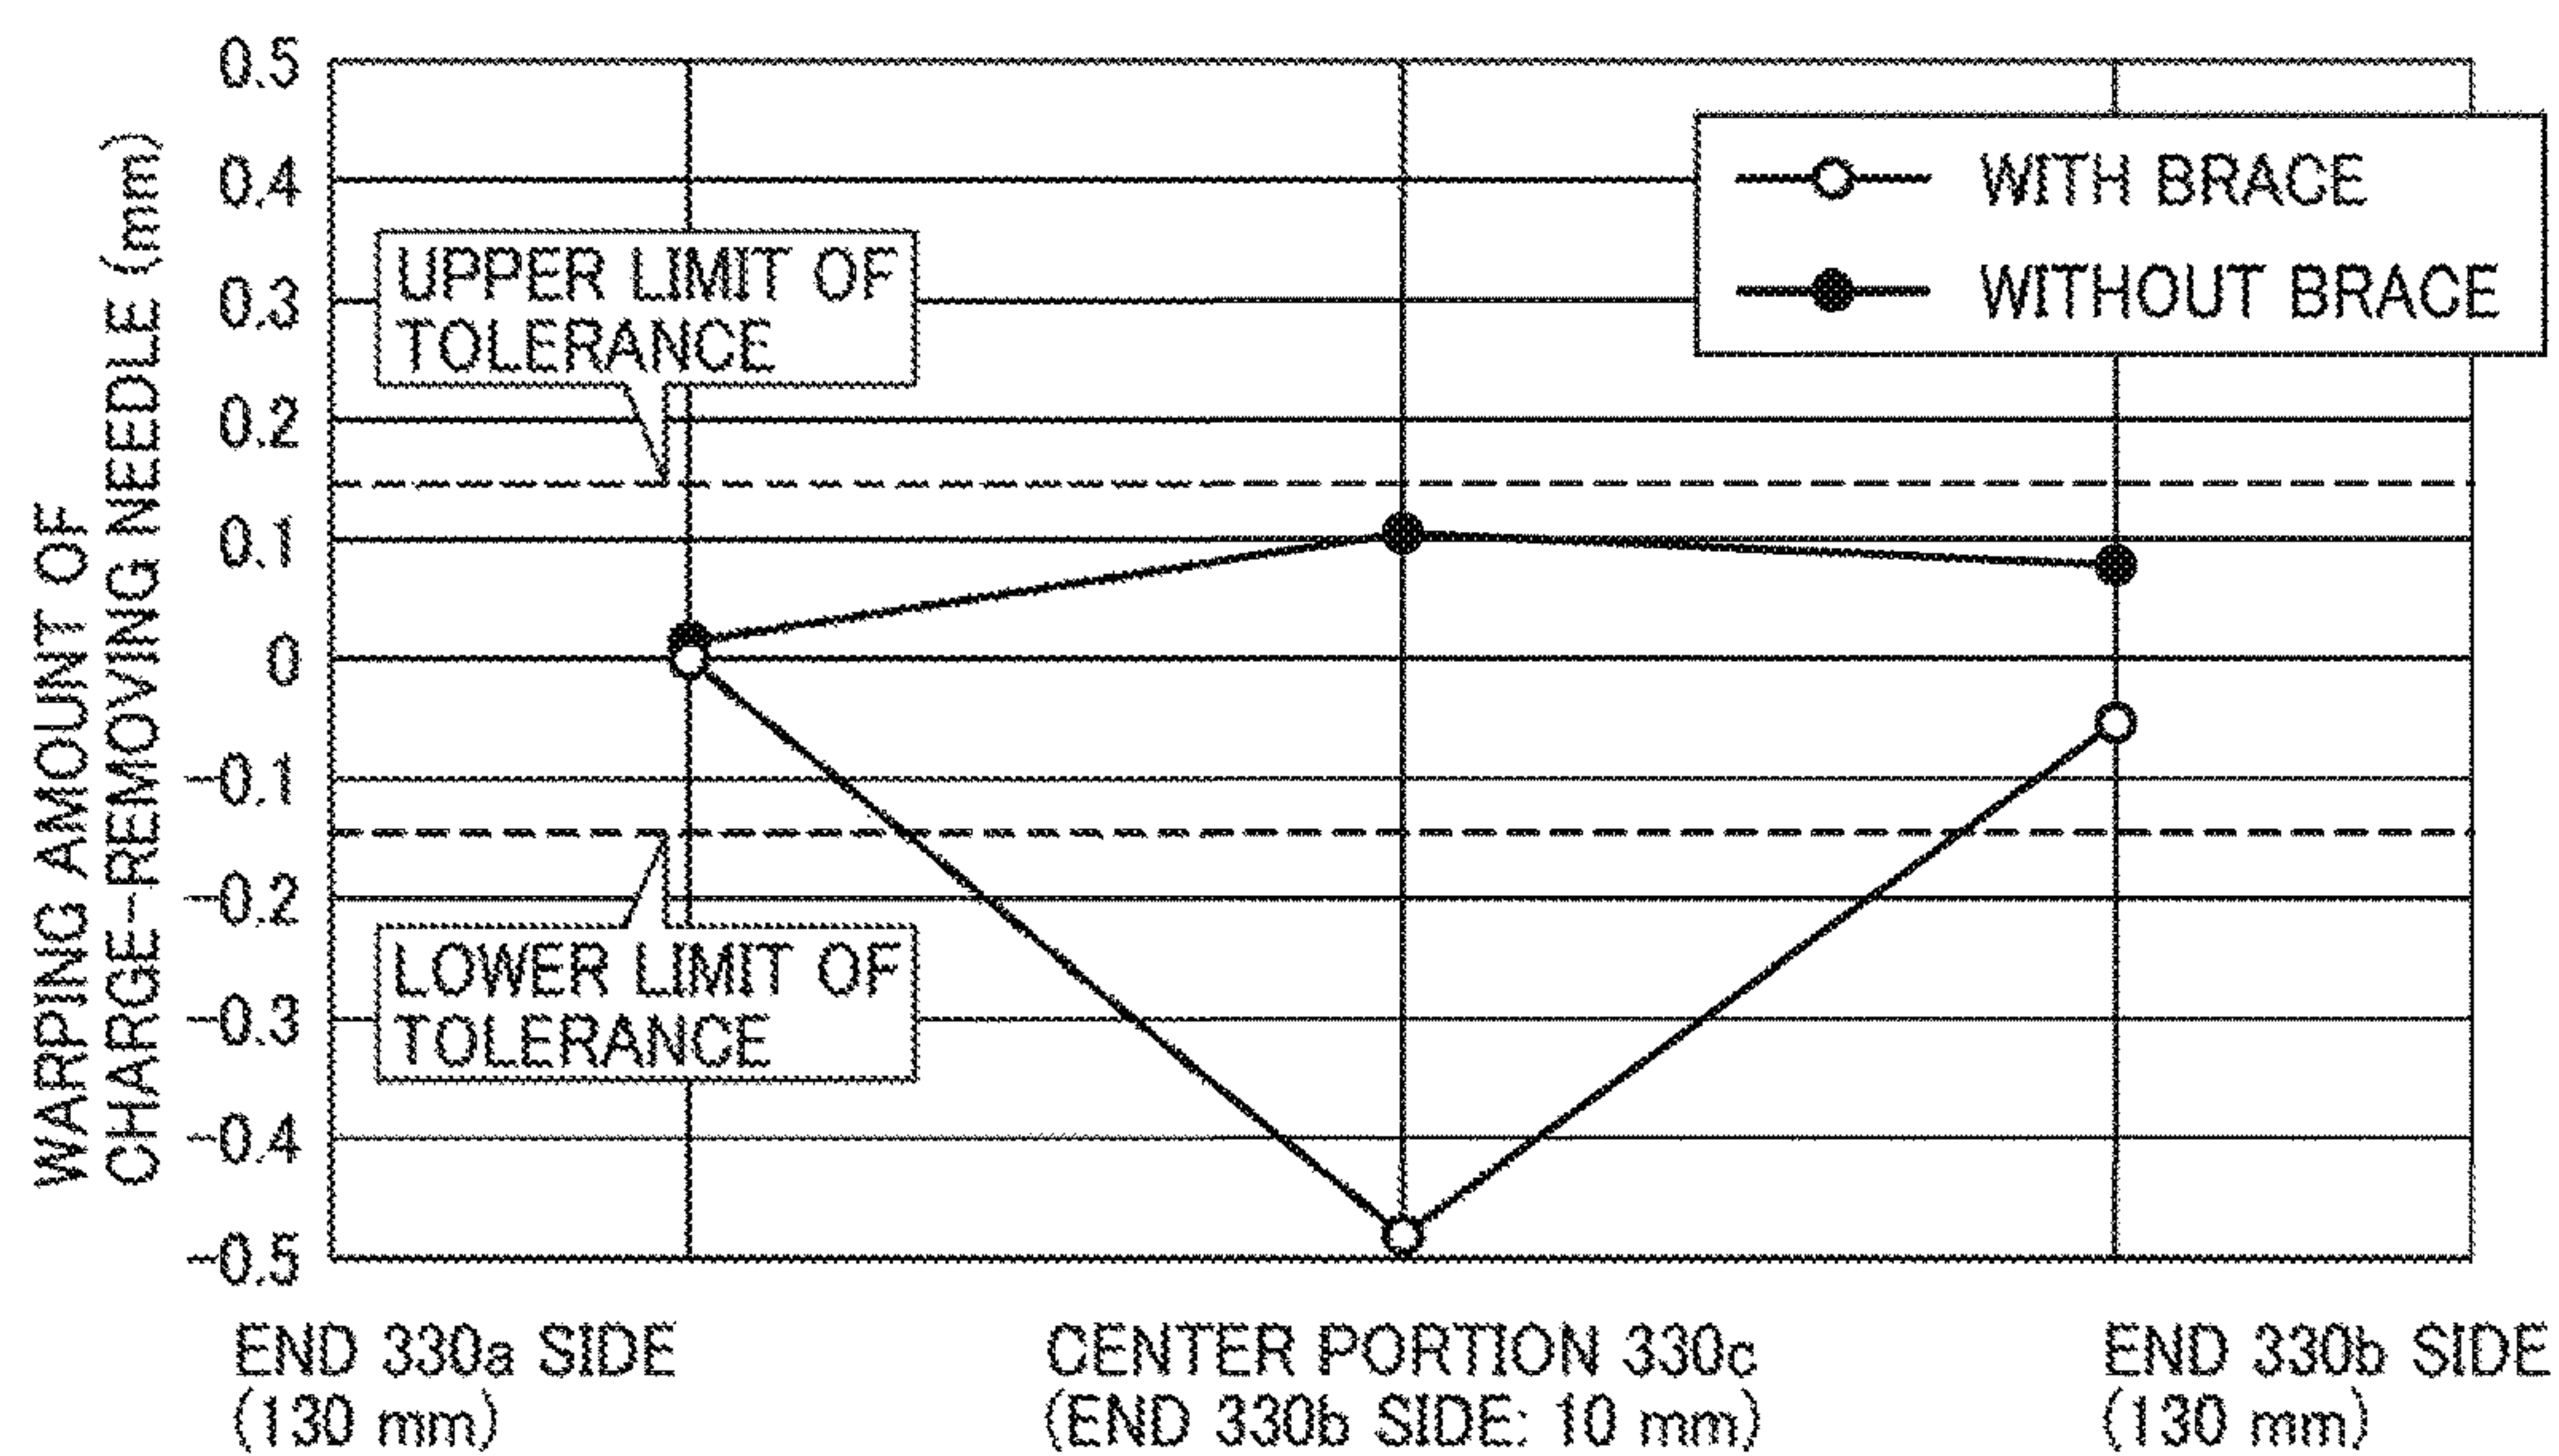 WARPING AMOUNT OF
CHARGE-REMOVING NEEDLE (mm)
0.5
0.4
0.3
0.2
0.1
0
-0.1
-0.2
-0.3
-0.4
-0.5
UPPER LIMIT OF
TOLERANCE
LOWER LIMIT OF
TOLERANCE
WITH BRACE
WITHOUT BRACE
END 330a SIDE
(130 mm)
CENTER PORTION 330c
(END 330b SIDE: 10 mm)
END 330b SIDE
(130 mm)